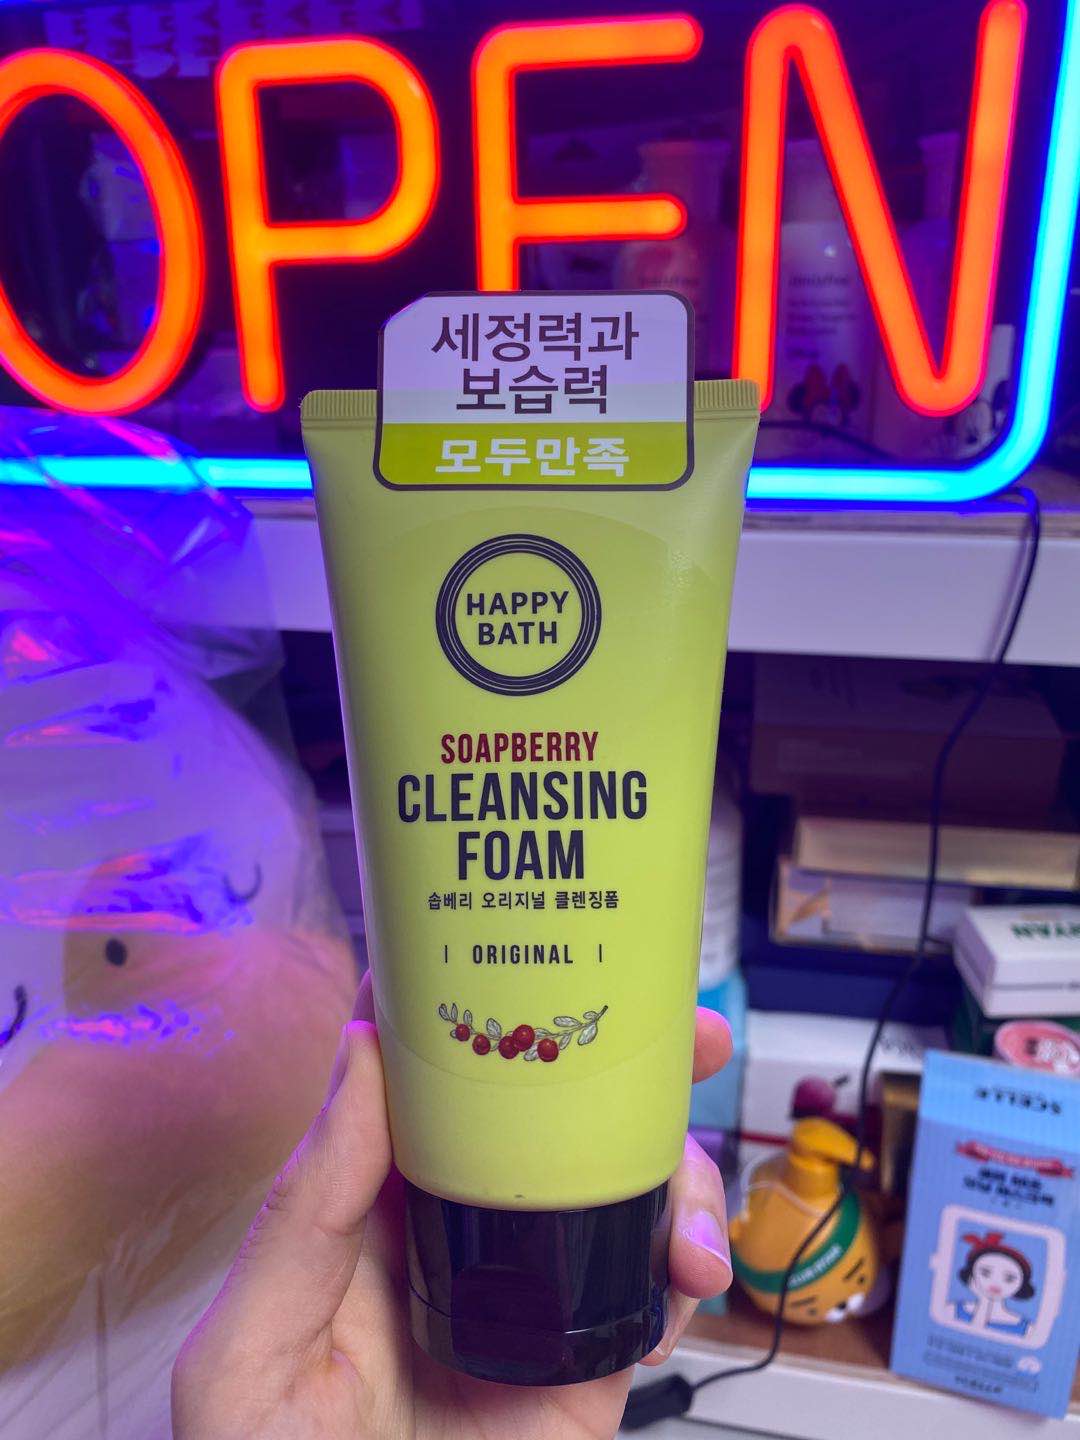 OPEN
세정력과
보습력
모두만족
HAPPY
BATH
SOAPBERRY
CLEANSING
FOAM
솝베리 오리지널 클렌징폼
| ORIGINAL |
RYAN